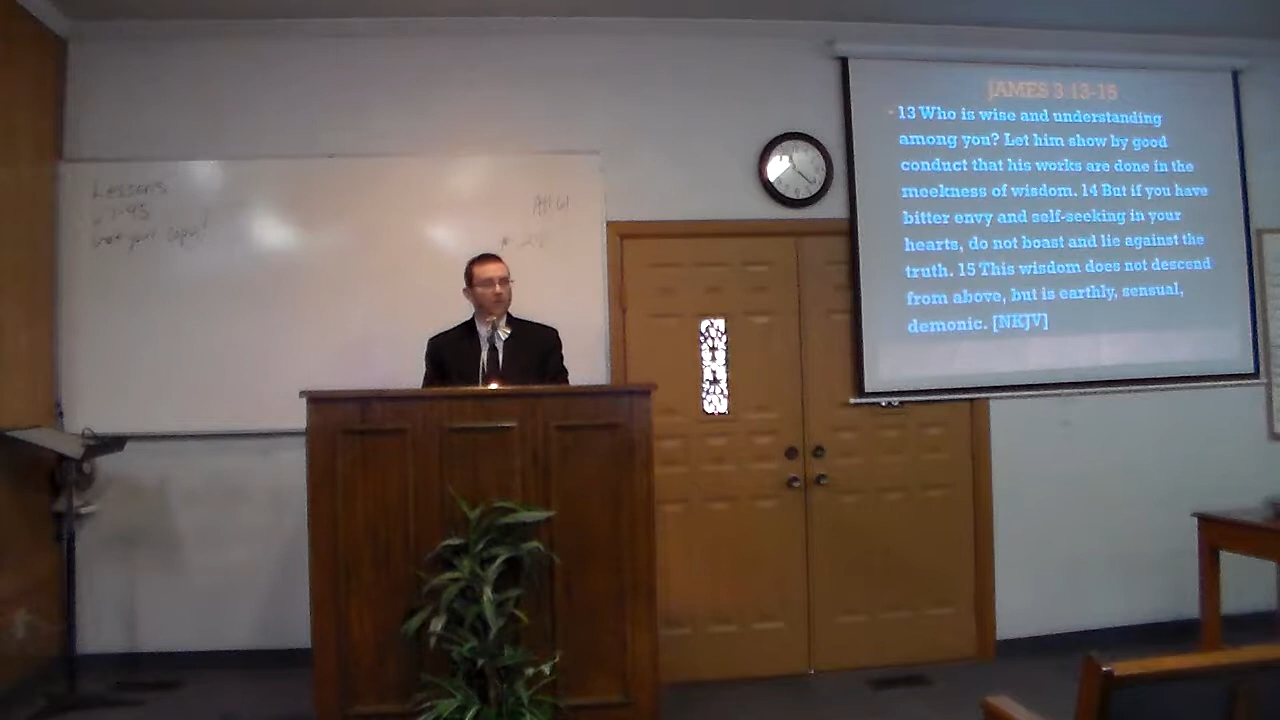 Lessons
JAMES 3:13-15
13 Who is wise and understanding
among you? Let him show by good
conduct that his works are done in the
meekness of wisdom. 14 But if you have
bitter envy and self-seeking in your
hearts, do not boast and lie against the
truth. 15 This wisdom does not descend
from above, but is earthly, sensual,
demonic. [NKJV]